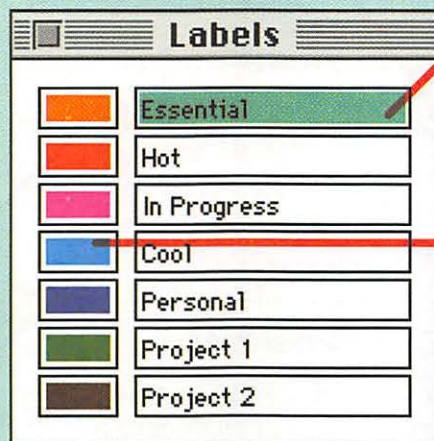 Labels
Essential
Hot
In Progress
Cool
Personal
Project 1
Project 2